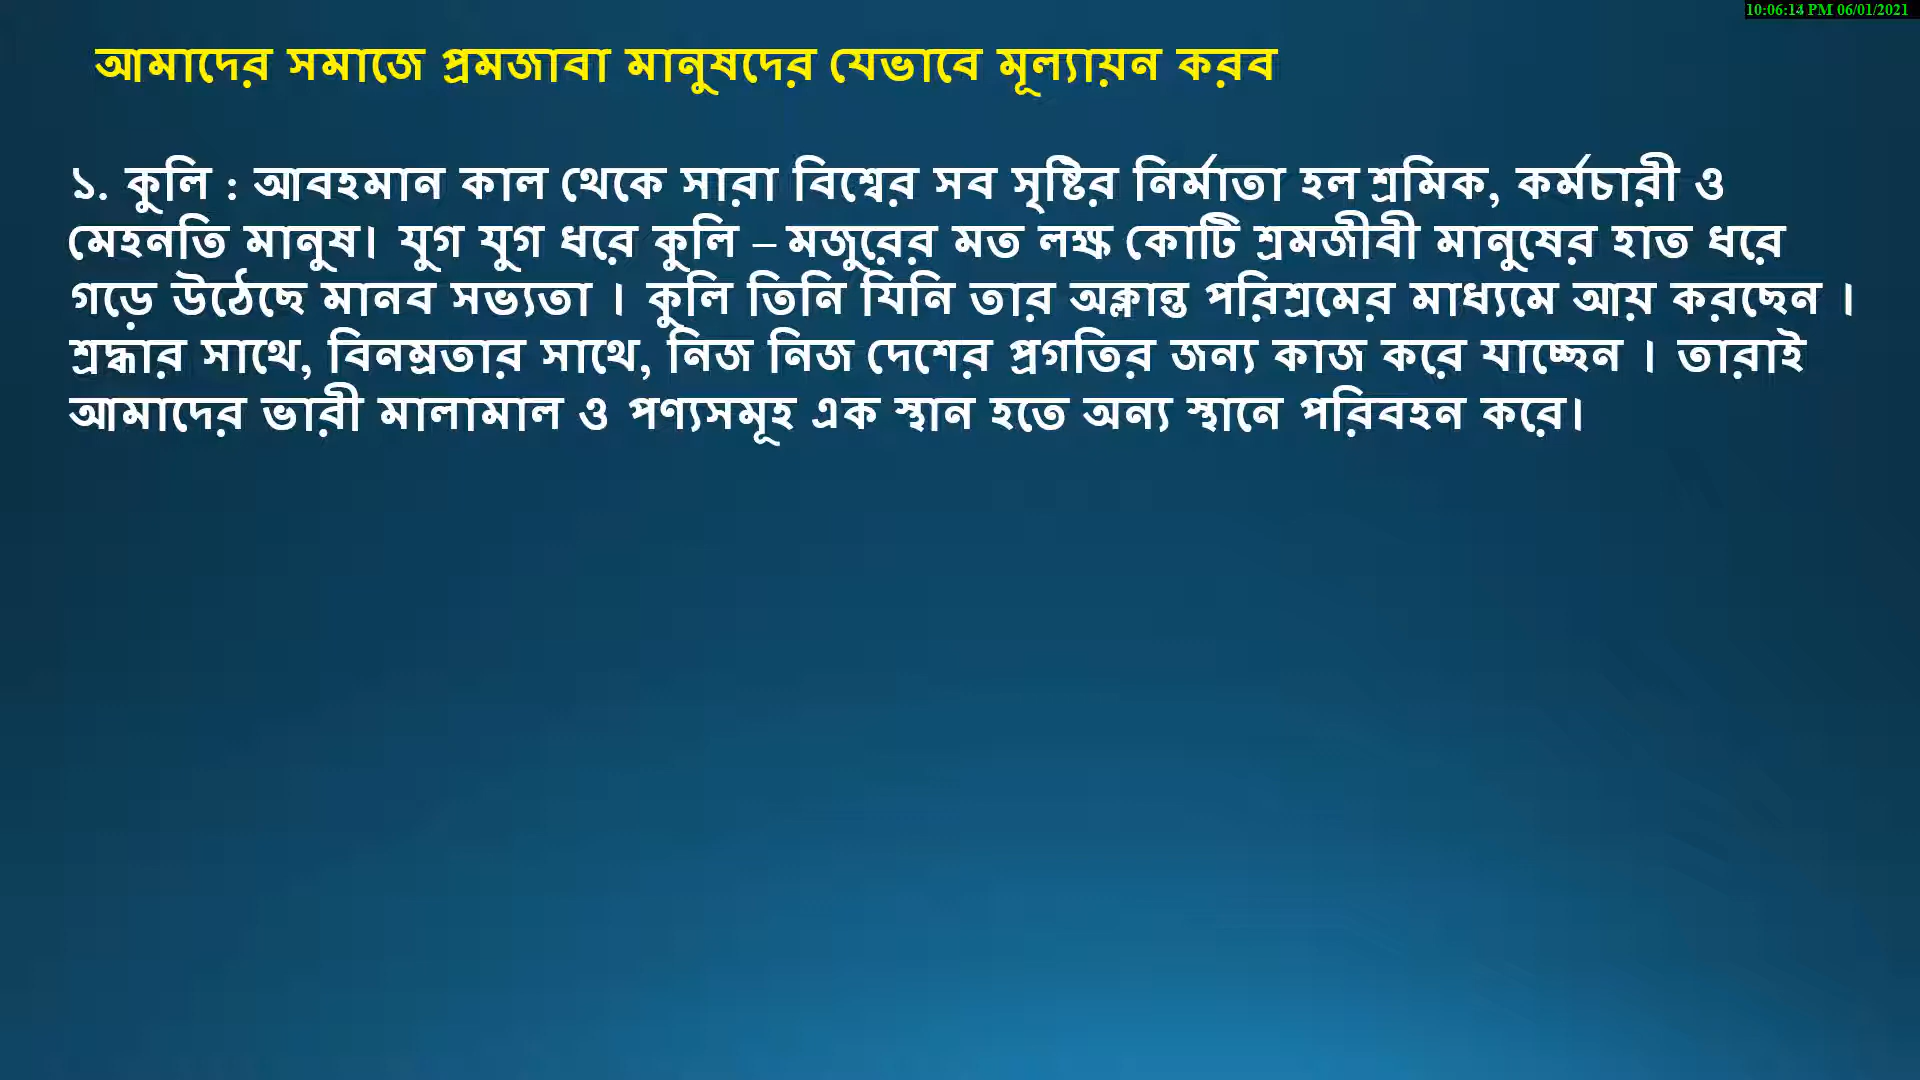 10:06:14 PM 06/01/2021
আমাদের সমাজে প্রমজাবা মানুষদের যেভাবে মূল্যায়ন করব
১. কুলি : আবহমান কাল থেকে সারা বিশ্বের সব সৃষ্টির নির্মাতা হল শ্রমিক, কর্মচারী ও
মেহনতি মানুষ। যুগ যুগ ধরে কুলি – মজুরের মত লক্ষ কোটি শ্রমজীবী মানুষের হাত ধরে
গড়ে উঠেছে মানব সভ্যতা । কুলি তিনি যিনি তার অক্লান্ত পরিশ্রমের মাধ্যমে আয় করছেন ।
শ্রদ্ধার সাথে, বিনম্রতার সাথে, নিজ নিজ দেশের প্রগতির জন্য কাজ করে যাচ্ছেন । তারাই
আমাদের ভারী মালামাল ও পণ্যসমূহ এক স্থান হতে অন্য স্থানে পরিবহন করে।